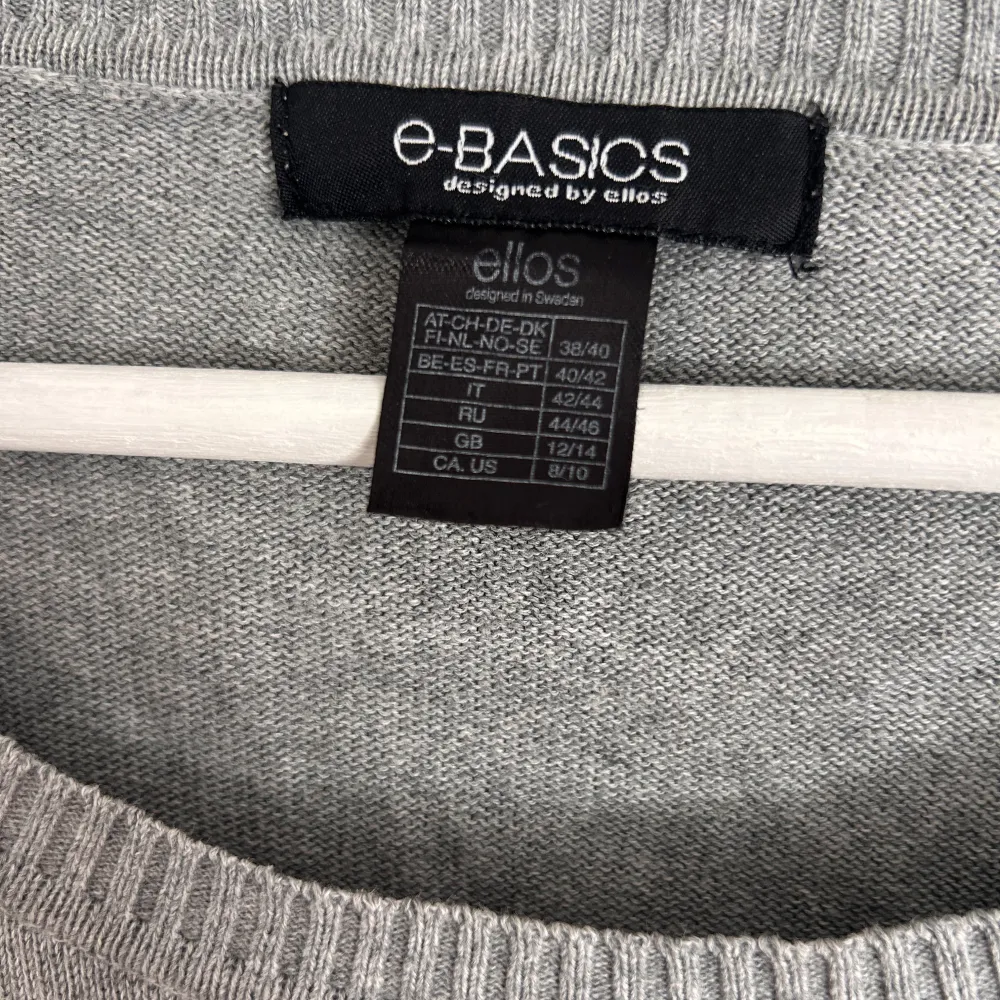 e-BASICS
designed by ellos
ellos
designed in Sweden
AT-CH-DE-DK
FI-NL-NO-SE 38/40
BE-ES-FR-PT 40/42
IT 42/44
RU 44/46
GB 12/14
CA. US 8/10